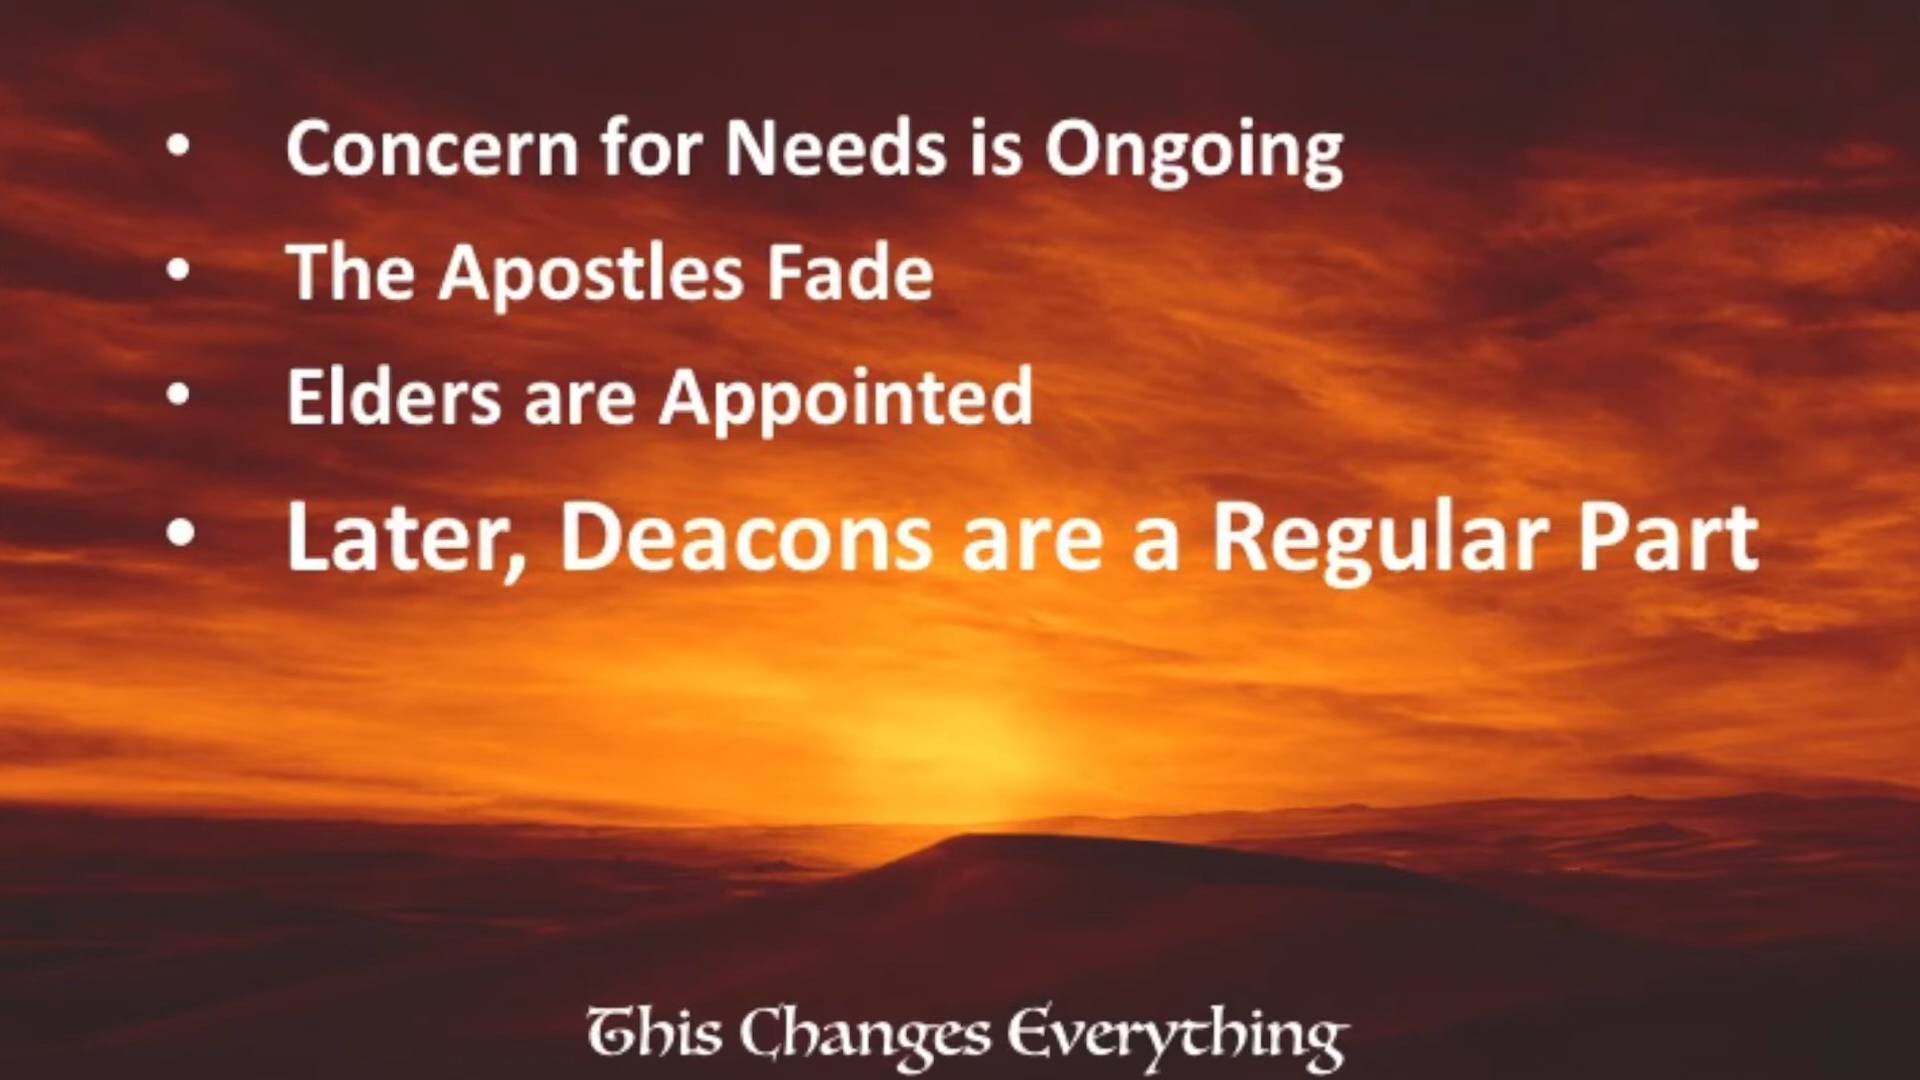 • Concern for Needs is Ongoing
• The Apostles Fade
• Elders are Appointed
• Later, Deacons are a Regular Part
This Changes Everything